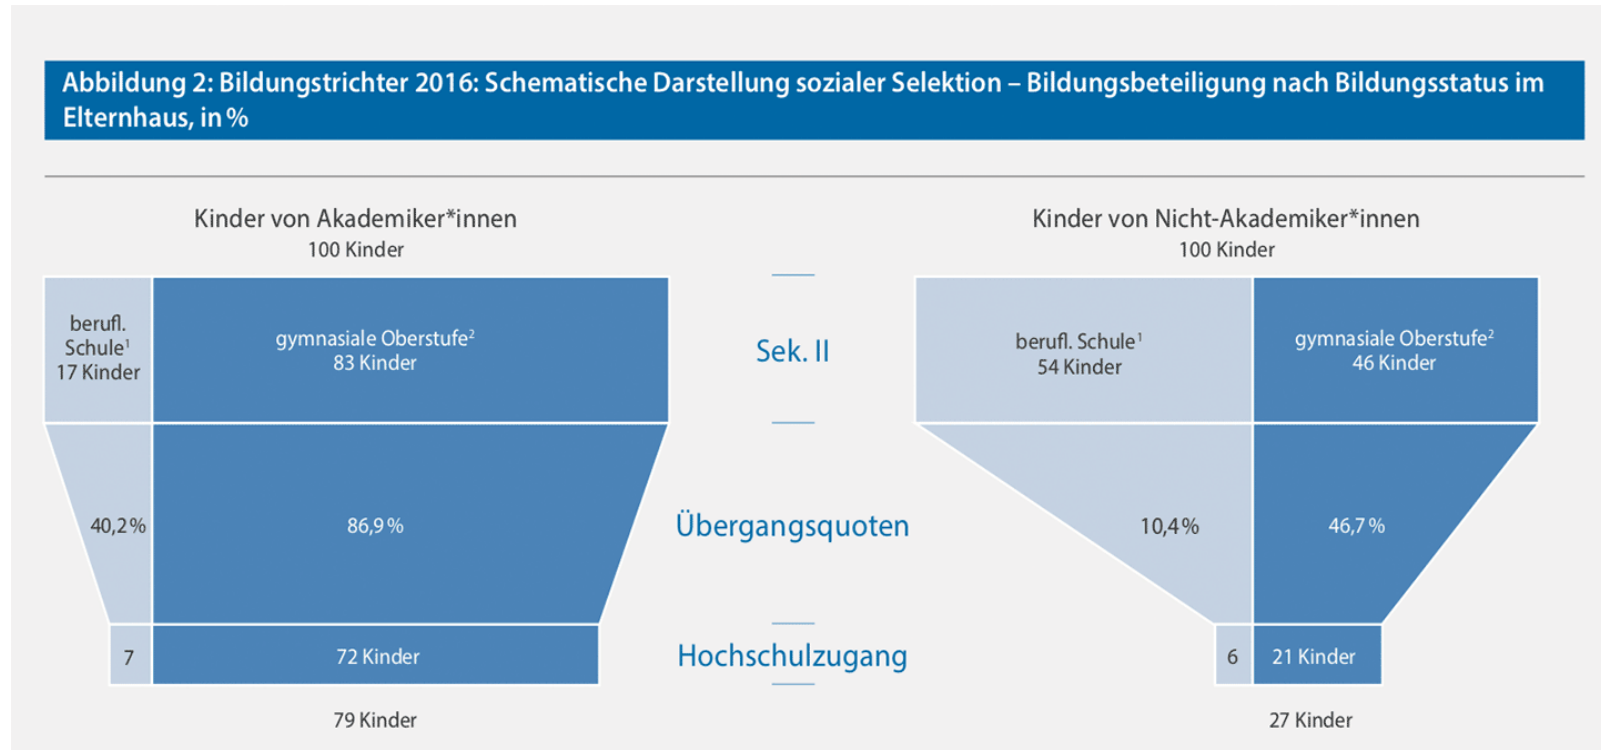 Abbildung 2: Bildungstrichter 2016: Schematische Darstellung sozialer Selektion – Bildungsbeteiligung nach Bildungsstatus im
Elternhaus, in %
Kinder von Akademiker*innen
100 Kinder
berufl.
Schule¹
17 Kinder
gymnasiale Oberstufe²
83 Kinder
40,2 %
86,9 %
7
72 Kinder
79 Kinder
Sek. II
Übergangsquoten
Hochschulzugang
Kinder von Nicht-Akademiker*innen
100 Kinder
berufl. Schule¹
54 Kinder
gymnasiale Oberstufe²
46 Kinder
10,4 %
46,7 %
6
21 Kinder
27 Kinder